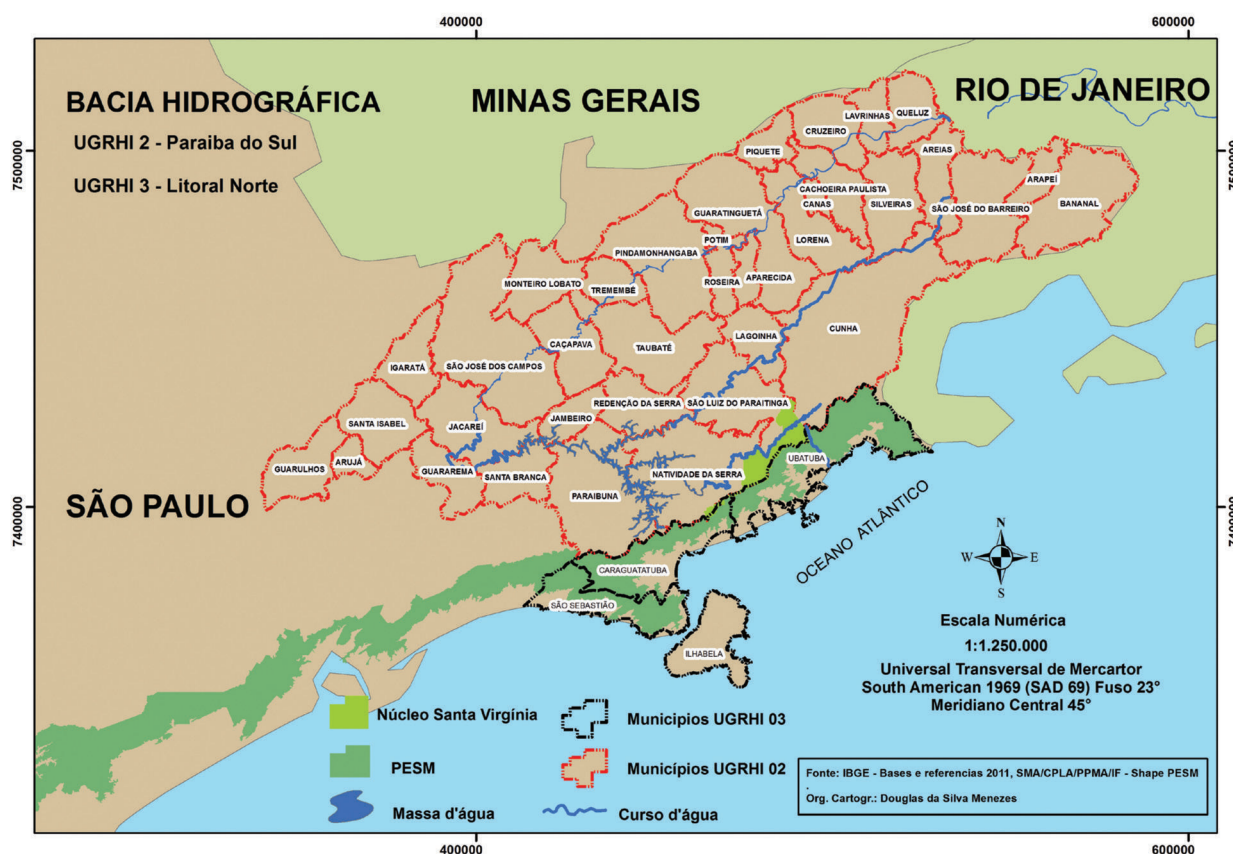 400000
600000
BACIA HIDROGRÁFICA
UGRHI 2 - Paraiba do Sul
UGRHI 3 - Litoral Norte
MINAS GERAIS
RIO DE JANEIRO
7500000
7500000
LAVRINHAS
QUELUZ
CRUZEIRO
PIQUETE
AREIAS
ARAPEÍ
CACHOEIRA PAULISTA
CANAS
SILVEIRAS
SÃO JOSÉ DO BARREIRO
BANANAL
GUARATINGUETÁ
POTIM
LORENA
PINDAMONHANGABA
MONTEIRO LOBATO
TREMEMBÉ
ROSEIRA
APARECIDA
CUNHA
LAGOINHA
CAÇAPAVA
TAUBATÉ
IGARATÁ
SÃO JOSÉ DOS CAMPOS
REDENÇÃO DA SERRA
SÃO LUIZ DO PARAITINGA
JAMBEIRO
SANTA ISABEL
JACAREÍ
UBATUBA
GUARULHOS
ARUJÁ
GUARAREMA
SANTA BRANCA
NATIVIDADE DA SERRA
PARAIBUNA
SÃO PAULO
7400000
7400000
OCEANO ATLÂNTICO
CARAGUATATUBA
SÃO SEBASTIÃO
ILHABELA
N
W
E
S
Escala Numérica
1:1.250.000
Universal Transversal de Mercartor
South American 1969 (SAD 69) Fuso 23°
Meridiano Central 45°
Núcleo Santa Virgínia
Municipios UGRHI 03
PESM
Municípios UGRHI 02
Massa d'água
Curso d'água
Fonte: IBGE - Bases e referencias 2011, SMA/CPLA/PPMA/IF - Shape PESM
.
Org. Cartogr.: Douglas da Silva Menezes
400000
600000